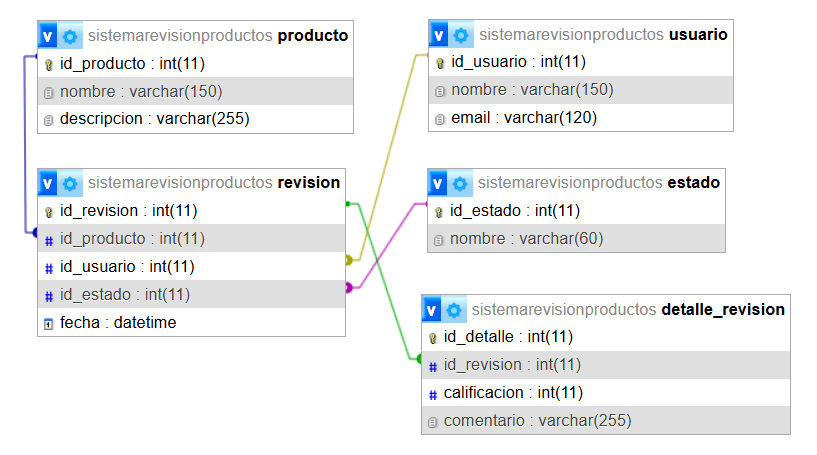 v sistemarevisionproductos producto
id_producto : int(11)
nombre : varchar(150)
descripcion : varchar(255)
v sistemarevisionproductos usuario
id_usuario : int(11)
nombre : varchar(150)
email : varchar(120)
v sistemarevisionproductos revision
id_revision : int(11)
# id_producto : int(11)
# id_usuario : int(11)
# id_estado : int(11)
fecha : datetime
v sistemarevisionproductos estado
id_estado : int(11)
nombre : varchar(60)
v sistemarevisionproductos detalle_revision
id_detalle : int(11)
# id_revision : int(11)
# calificacion : int(11)
comentario : varchar(255)